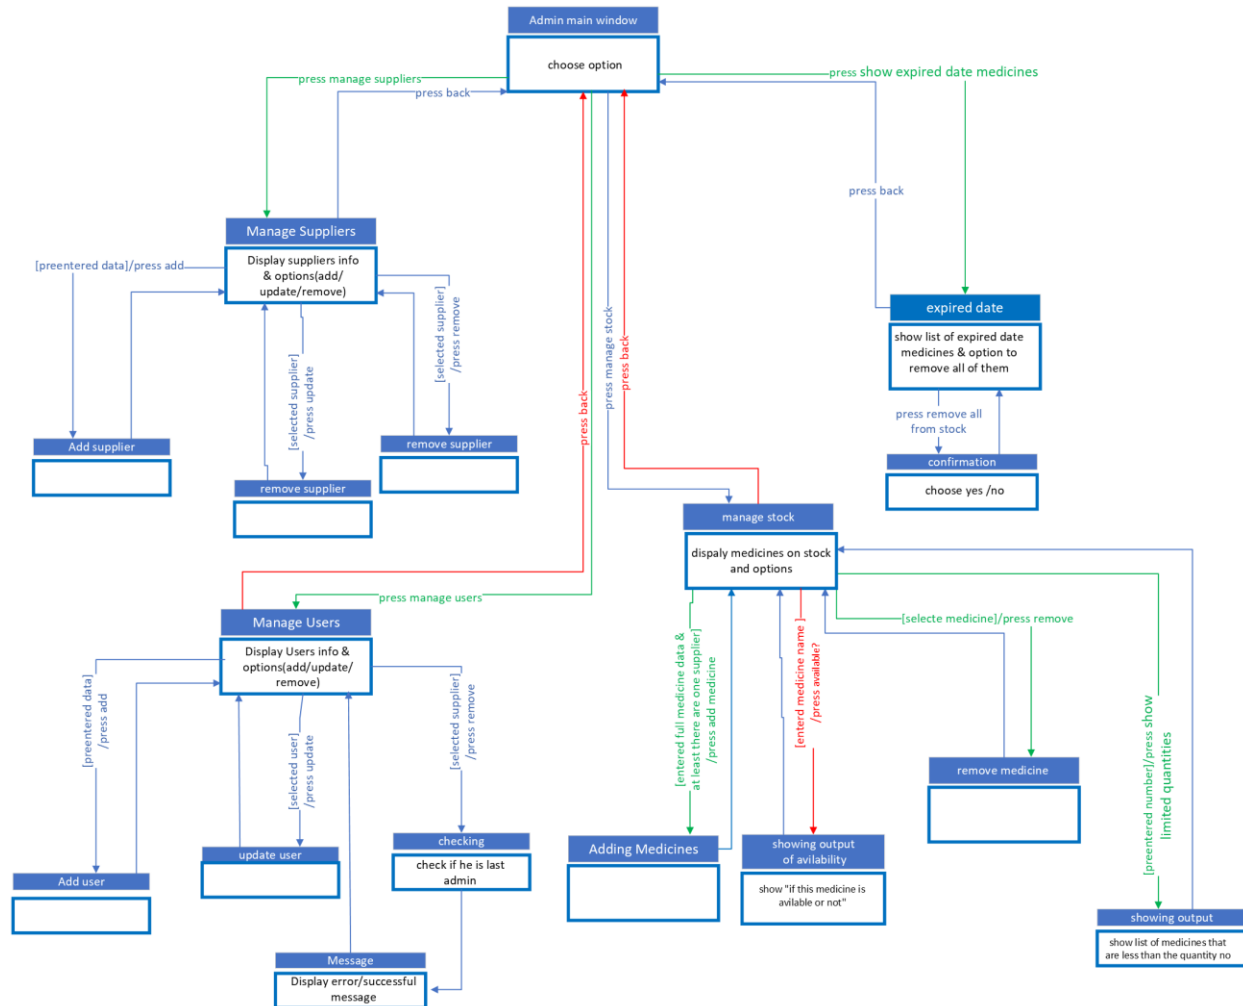 Admin main window
choose option
press manage suppliers
press back
press show expired date medicines
press back
Manage Suppliers
Display suppliers info
& options(add/
update/remove)
[preentered data]/press add
[selected supplier]
/press update
[selected supplier]
/press remove
Add supplier
remove supplier
remove supplier
press back
press manage stock
press back
expired date
show list of expired date
medicines & option to
remove all of them
press remove all
from stock
confirmation
choose yes /no
manage stock
dispaly medicines on stock
and options
press manage users
Manage Users
Display Users info &
options(add/update/
remove)
[preentered data]
/press add
[selected user]
/press update
[selected supplier]
/press remove
Add user
update user
checking
check if he is last
admin
Message
Display error/successful
message
[entered full medicine data &
at least there are one supplier]
/press add medicine
[enterd medicine name ]
/press available?
[selecte medicine]/press remove
[preentered number]/press show
limited quantities
Adding Medicines
showing output
of avilability
show "if this medicine is
avilable or not"
remove medicine
showing output
show list of medicines that
are less than the quantity no